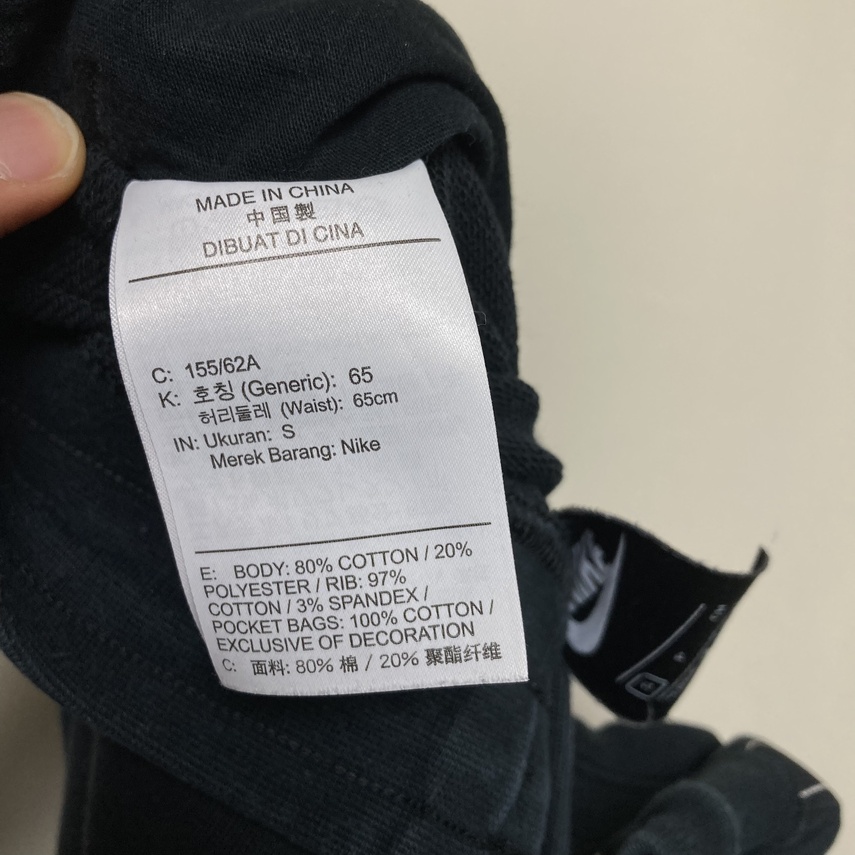 MADE IN CHINA
中国製
DIBUAT DI CINA
C: 155/62A
K: 호칭 (Generic): 65
허리둘레 (Waist): 65cm
IN: Ukuran: S
Merek Barang: Nike
E: BODY: 80% COTTON / 20%
POLYESTER / RIB: 97%
COTTON / 3% SPANDEX /
POCKET BAGS: 100% COTTON /
EXCLUSIVE OF DECORATION
C: 面料: 80% 棉 / 20% 聚酯纤维
NIKE